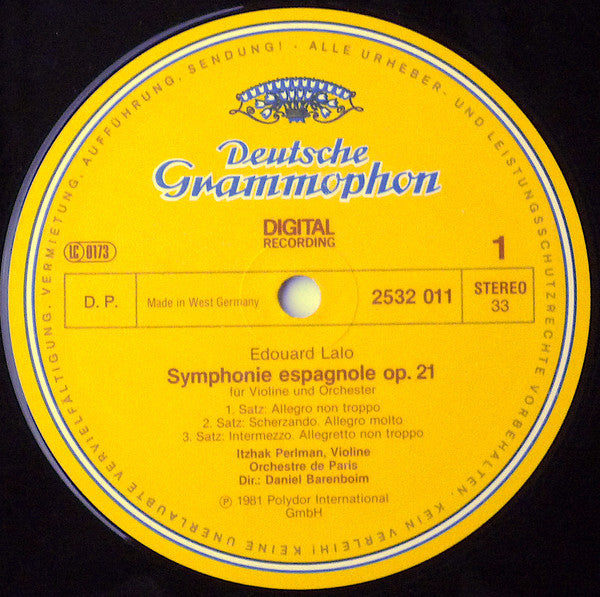 ALLE URHEBER- UND LEISTUNGSSCHUTZRECHTE VORBEHALTEN · KEIN VERLEIH! KEINE UNERLAUBTE VERVIELFÄLTIGUNG, VERMIETUNG, AUFFÜHRUNG, SENDUNG! ·
Deutsche
Grammophon
DIGITAL
RECORDING
LC 0173
1
D. P.
Made in West Germany
2532 011
STEREO
33
Edouard Lalo
Symphonie espagnole op. 21
für Violine und Orchester
1. Satz: Allegro non troppo
2. Satz: Scherzando. Allegro molto
3. Satz: Intermezzo. Allegretto non troppo
Itzhak Perlman, Violine
Orchestre de Paris
Dir.: Daniel Barenboim
℗ 1981 Polydor International
GmbH